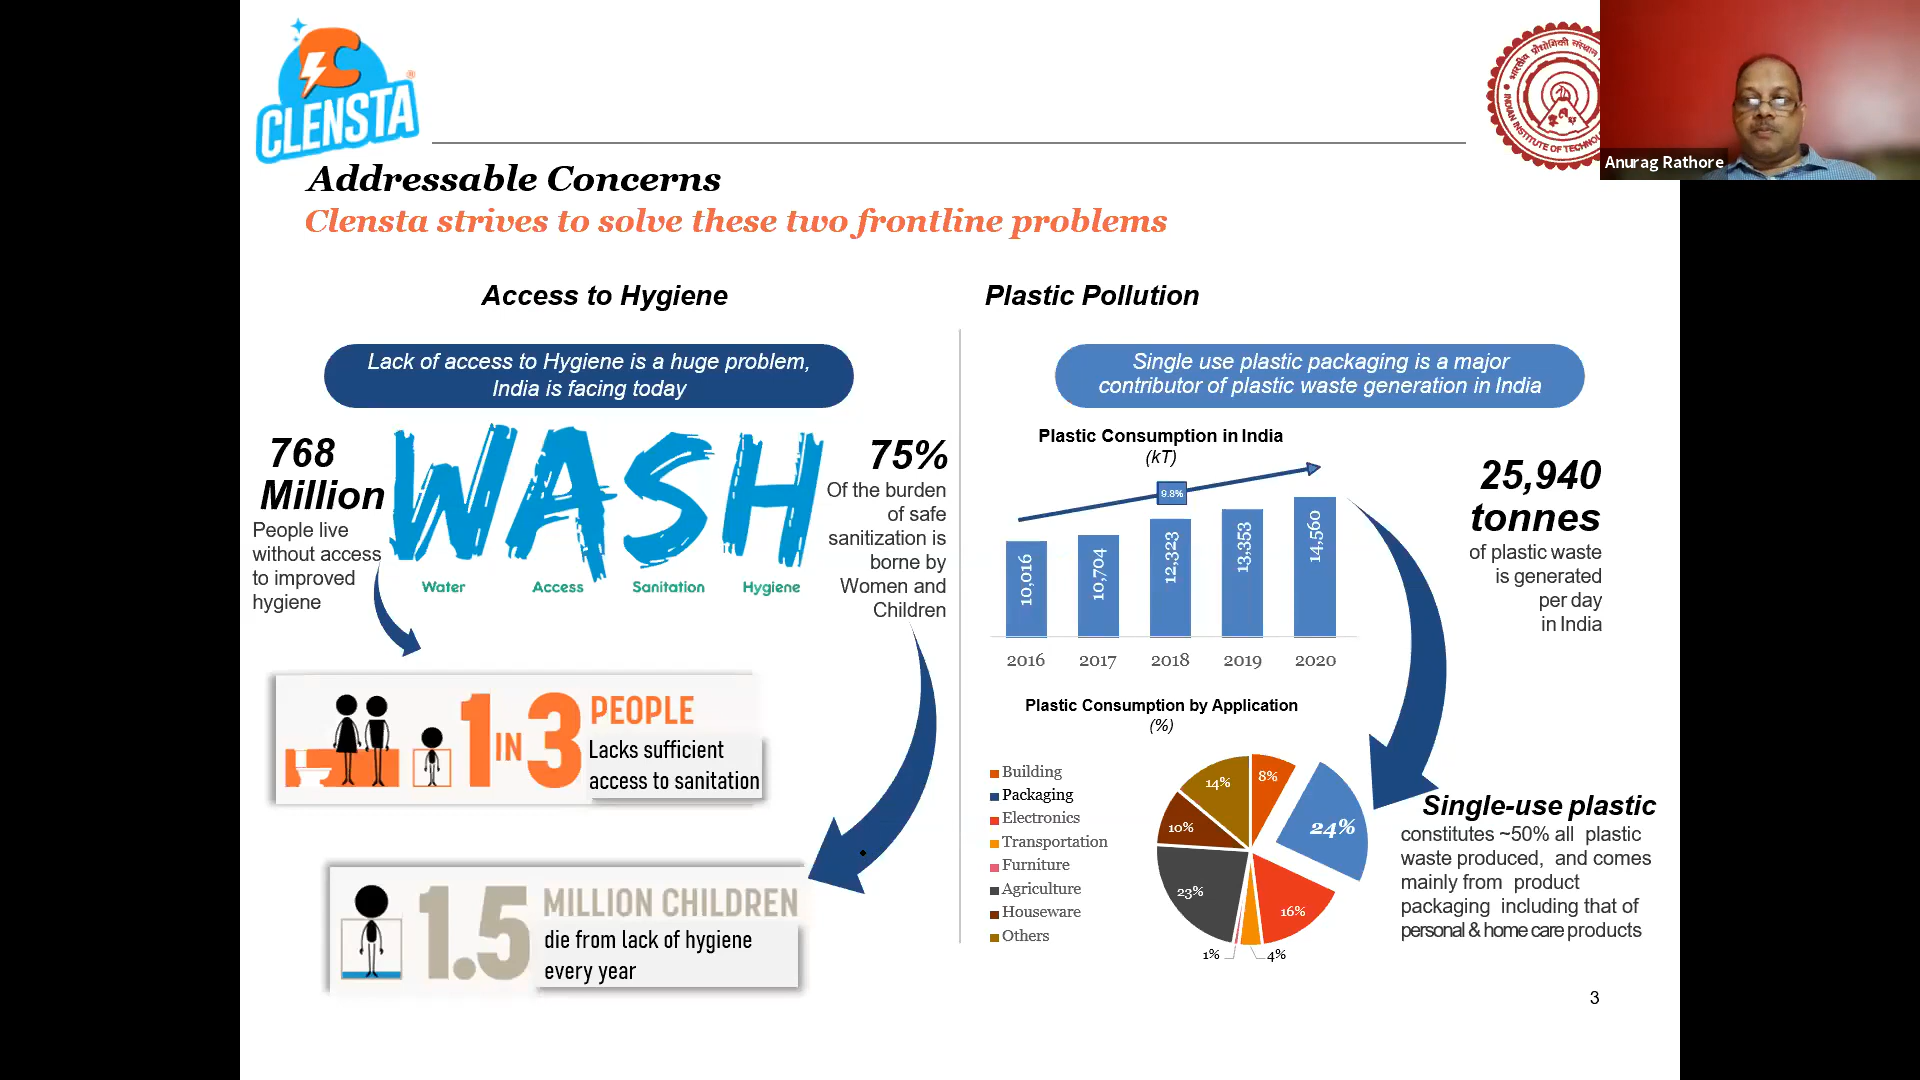 CLENSTA
®
भारतीय प्रौद्योगिकी संस्थान
INDIAN INSTITUTE OF TECHNOLO
Anurag Rathore
Addressable Concerns
Clensta strives to solve these two frontline problems
Access to Hygiene
Lack of access to Hygiene is a huge problem,
India is facing today
768
Million
People live
without access
to improved
hygiene
WASH
Water
Access
Sanitation
Hygiene
75%
Of the burden
of safe
sanitization is
borne by
Women and
Children
1 IN 3 PEOPLE
Lacks sufficient
access to sanitation
1.5 MILLION CHILDREN
die from lack of hygiene
every year
Plastic Pollution
Single use plastic packaging is a major
contributor of plastic waste generation in India
Plastic Consumption in India
(kT)
9.8%
10,016
10,704
12,323
13,353
14,560
2016
2017
2018
2019
2020
25,940
tonnes
of plastic waste
is generated
per day
in India
Plastic Consumption by Application
(%)
Building
Packaging
Electronics
Transportation
Furniture
Agriculture
Houseware
Others
8%
24%
16%
4%
1%
23%
10%
14%
Single-use plastic
constitutes ~50% all plastic
waste produced, and comes
mainly from product
packaging including that of
personal & home care products
3